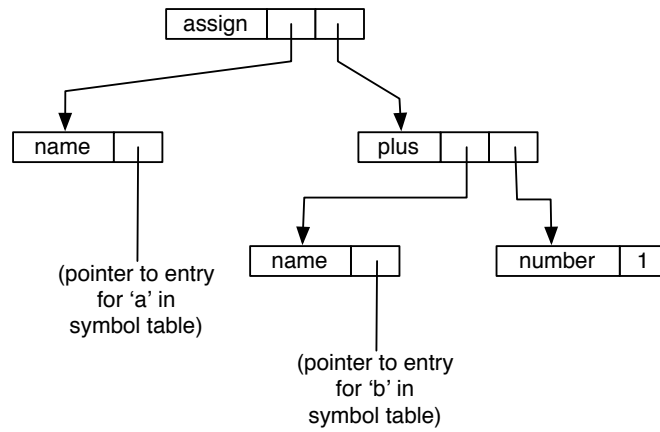 assign
name
plus
(pointer to entry
for ‘a’ in
symbol table)
name
number 1
(pointer to entry
for ‘b’ in
symbol table)